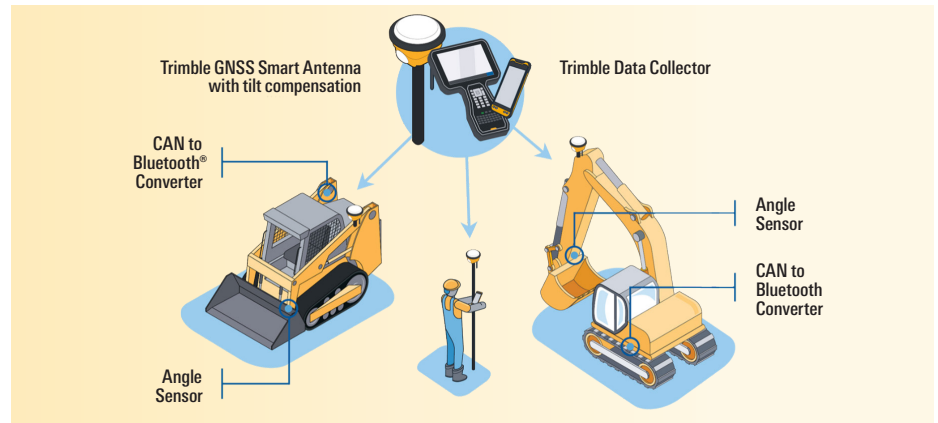 Trimble GNSS Smart Antenna
with tilt compensation
Trimble Data Collector
CAN to
Bluetooth®
Converter
Angle
Sensor
Angle
Sensor
CAN to
Bluetooth
Converter